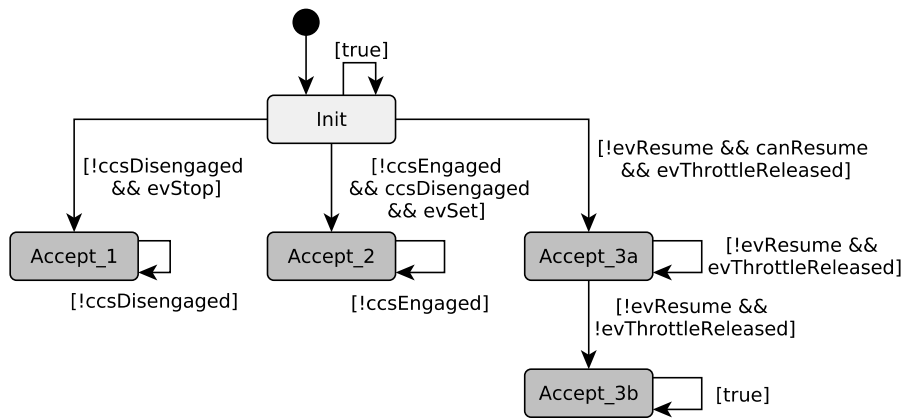 [true]
Init
[!ccsDisengaged
&& evStop]
[!ccsEngaged
&& ccsDisengaged
&& evSet]
[!evResume && canResume
&& evThrottleReleased]
Accept_1
[!ccsDisengaged]
Accept_2
[!ccsEngaged]
Accept_3a
[!evResume &&
evThrottleReleased]
[!evResume &&
!evThrottleReleased]
Accept_3b
[true]